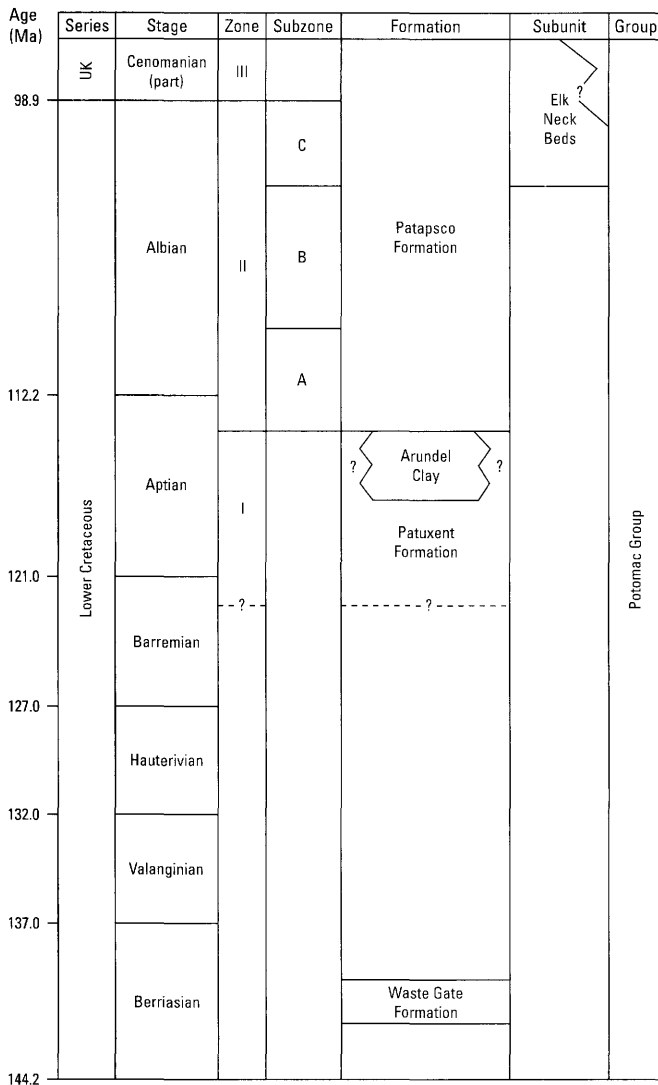 Age
(Ma)
Series
Stage
Zone
Subzone
Formation
Subunit
Group
UK
Cenomanian
(part)
III
98.9
?
Elk
Neck
Beds
C
Albian
II
B
Patapsco
Formation
A
112.2
Aptian
I
?
Arundel
Clay
?
Patuxent
Formation
Lower Cretaceous
Potomac Group
121.0
?
?
Barremian
127.0
Hauterivian
132.0
Valanginian
137.0
Berriasian
Waste Gate
Formation
144.2